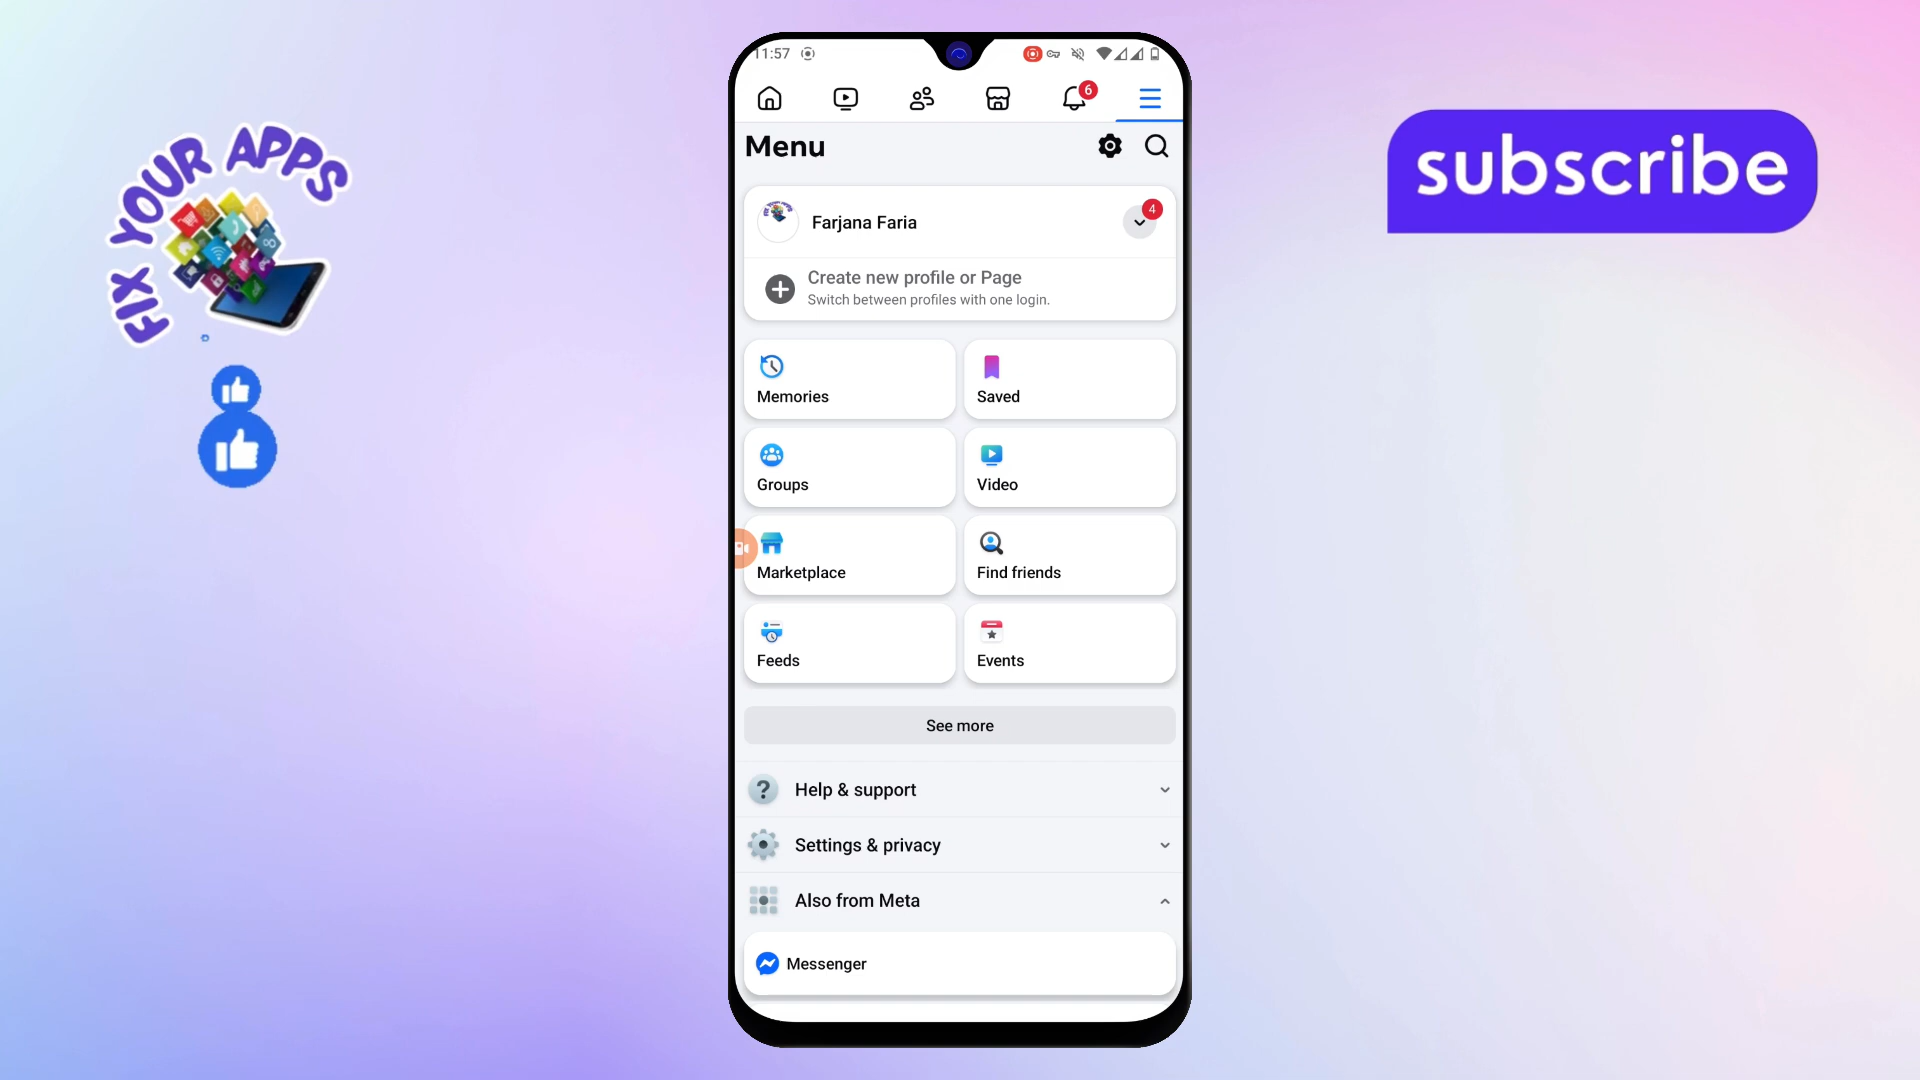 FIX YOUR APPS
subscribe
11:57
6
Menu
Farjana Faria
4
Create new profile or Page
Switch between profiles with one login.
Memories
Saved
Groups
Video
Marketplace
Find friends
Feeds
Events
See more
Help & support
Settings & privacy
Also from Meta
Messenger